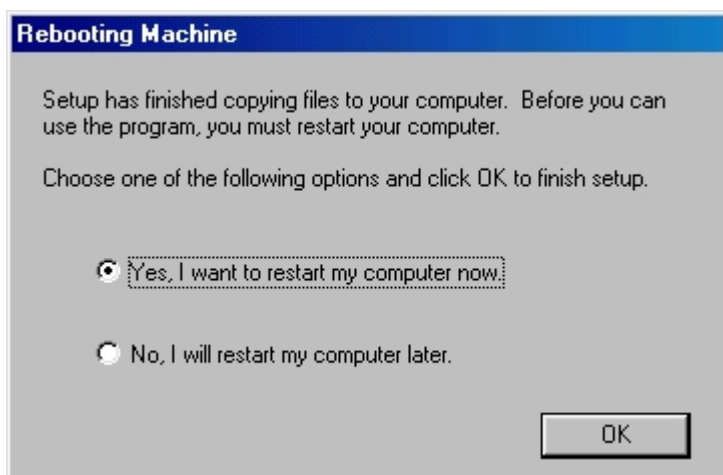 Rebooting Machine
Setup has finished copying files to your computer.  Before you can
use the program, you must restart your computer.
Choose one of the following options and click OK to finish setup.
Yes, I want to restart my computer now.
No, I will restart my computer later.
OK